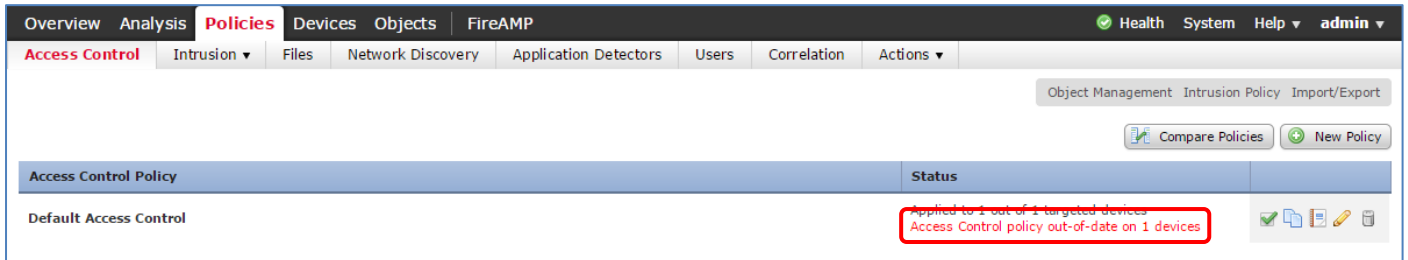 Overview Analysis Policies Devices Objects FireAMP Health System Help admin
Access Control Intrusion Files Network Discovery Application Detectors Users Correlation Actions
Object Management Intrusion Policy Import/Export
Compare Policies New Policy
Access Control Policy Status
Default Access Control
Applied to 1 out of 1 targeted devices
Access Control policy out-of-date on 1 devices